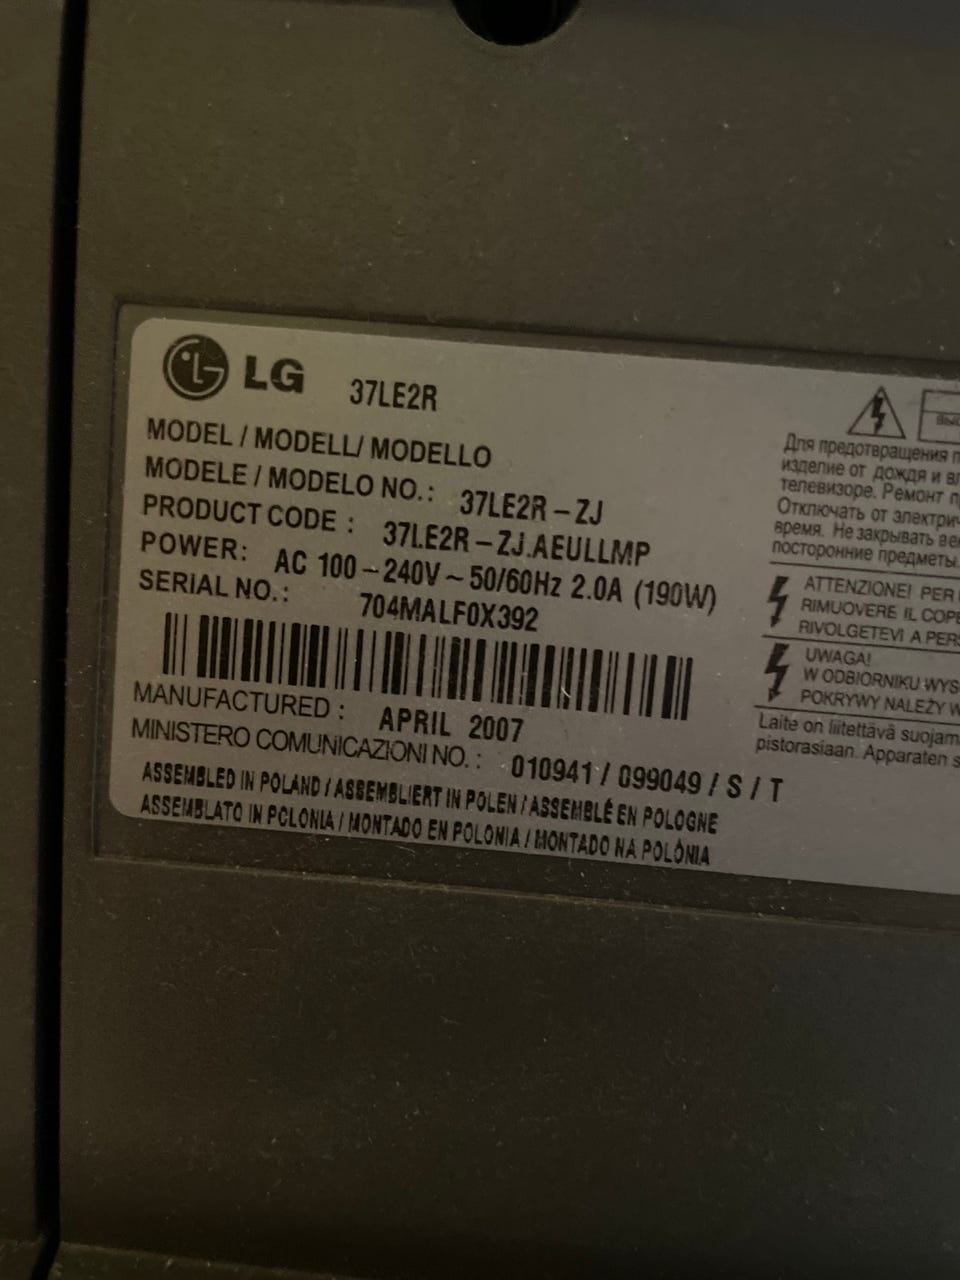 LG 37LE2R
MODEL / MODELL/ MODELLO
MODELE / MODELO NO.: 37LE2R-ZJ
PRODUCT CODE : 37LE2R-ZJ.AEULLMP
POWER: AC 100-240V~50/60Hz 2.0A (190W)
SERIAL NO.: 704MALF0X392
MANUFACTURED : APRIL 2007
MINISTERO COMUNICAZIONI NO.: 010941 / 099049 / S / T
ASSEMBLED IN POLAND / ASSEMBLIERT IN POLEN / ASSEMBLÉ EN POLOGNE
ASSEMBLATO IN POLONIA / MONTADO EN POLONIA / MONTADO NA POLÔNIA
Для предотвращения
изделие от дождя и
телевизоре. Ремонт
Отключать от
время. Не закрывать
посторонние предметы.
ATTENZIONE! PER
RIMUOVERE IL
RIVOLGETEVI A
UWAGA!
W ODBIORNIKU
POKRYWY NALEŻY
Laite on liitettävä
pistorasiaan. Apparaten